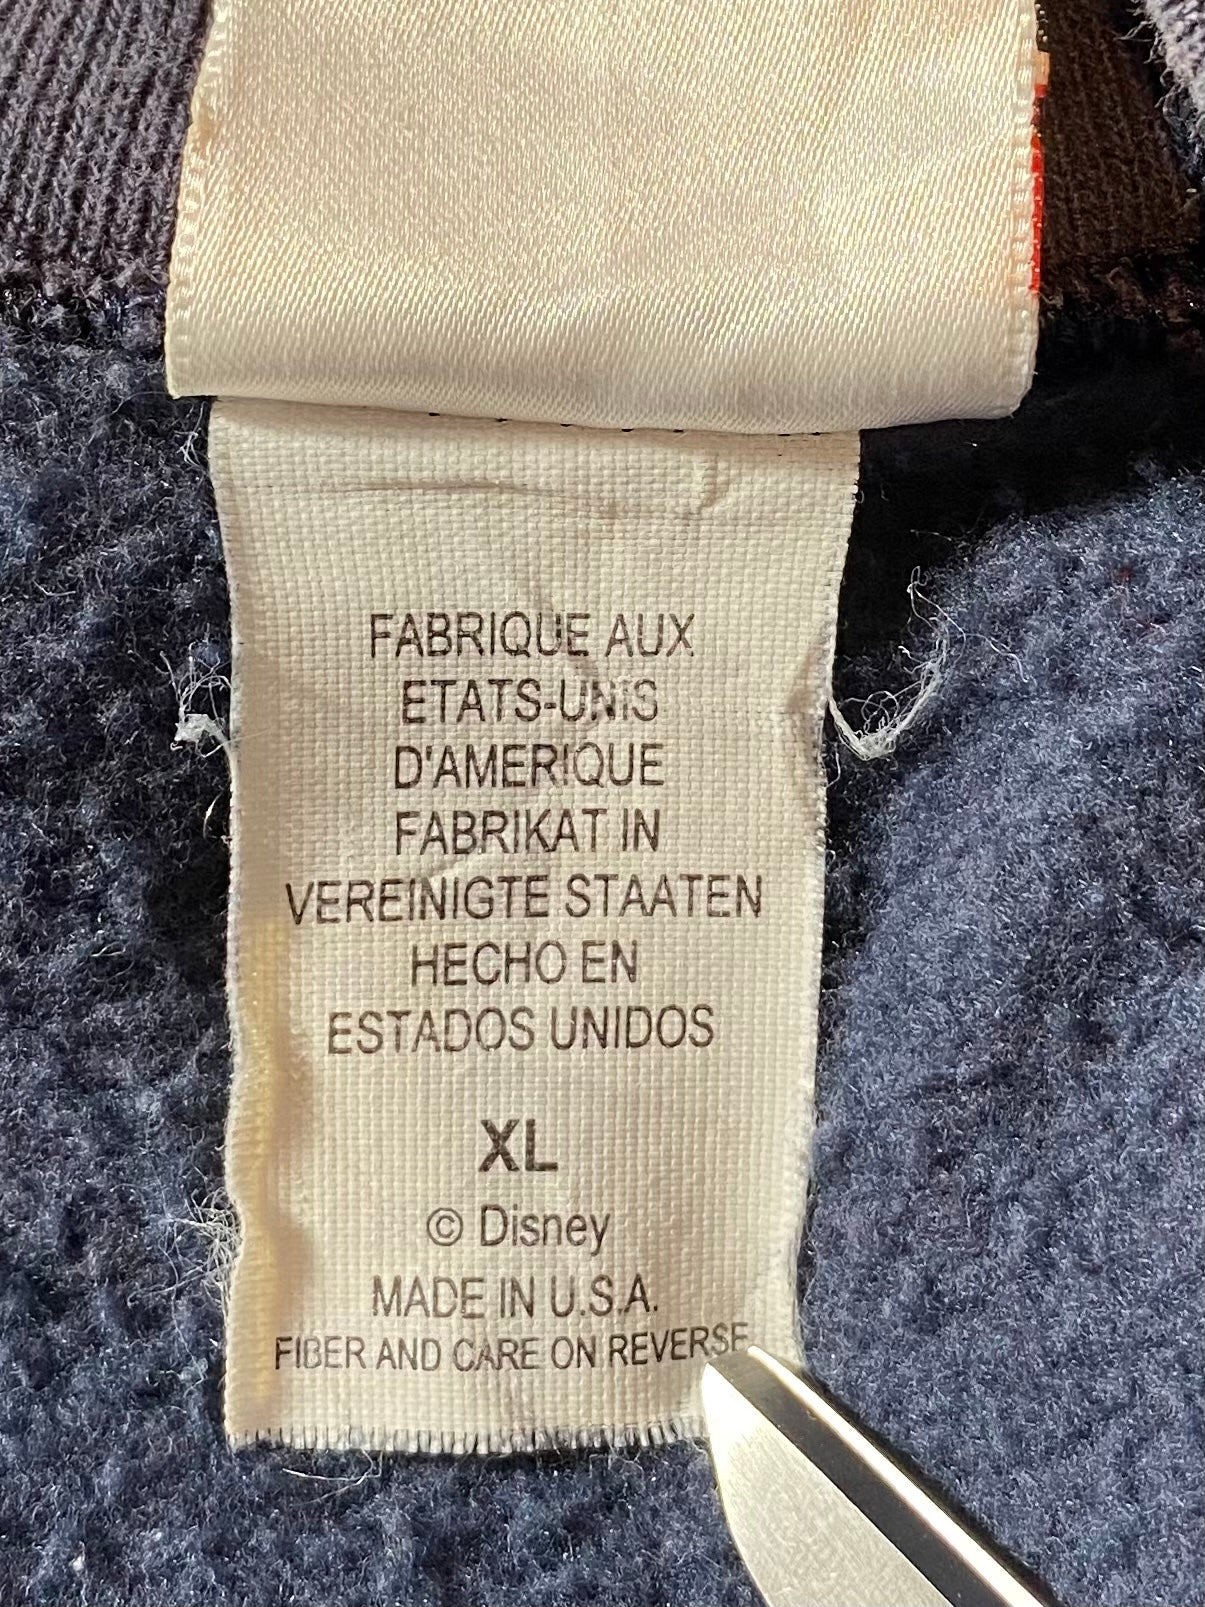 FABRIQUE AUX
ETATS-UNIS
D'AMERIQUE
FABRIKAT IN
VEREINIGTE STAATEN
HECHO EN
ESTADOS UNIDOS
XL
© Disney
MADE IN U.S.A.
FIBER AND CARE ON REVERSE